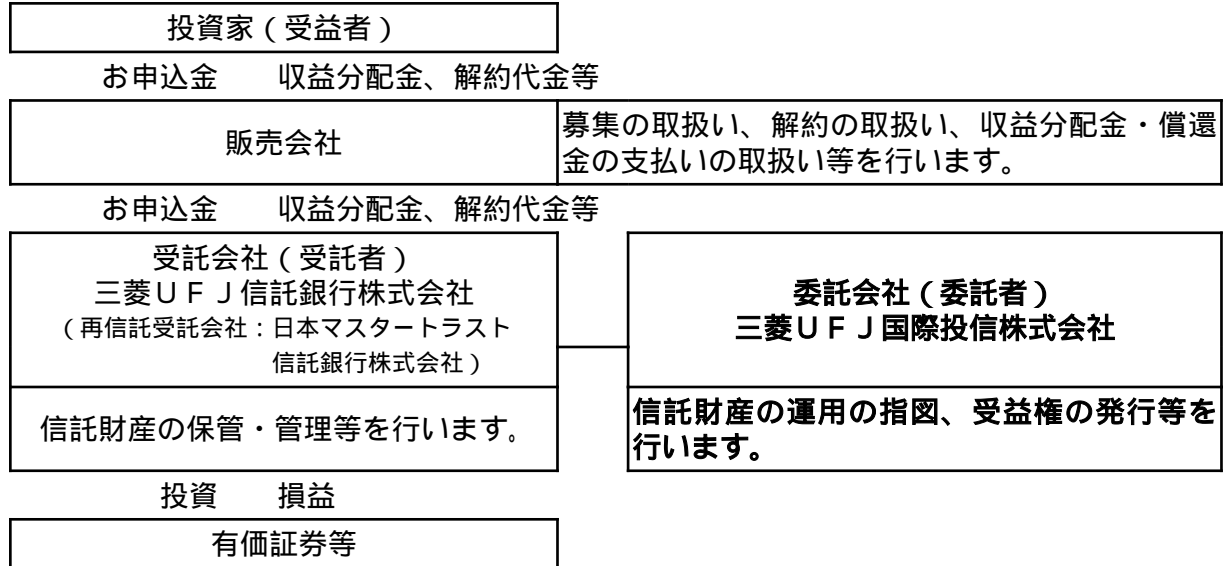 投資家（受益者）
お申込金　　収益分配金、解約代金等
販売会社
募集の取扱い、解約の取扱い、収益分配金・償還
金の支払いの取扱い等を行います。
お申込金　　収益分配金、解約代金等
受託会社（受託者）
三菱ＵＦＪ信託銀行株式会社
（再信託受託会社：日本マスタートラスト
信託銀行株式会社）
信託財産の保管・管理等を行います。
委託会社（委託者）
三菱ＵＦＪ国際投信株式会社
信託財産の運用の指図、受益権の発行等を
行います。
投資　　損益
有価証券等